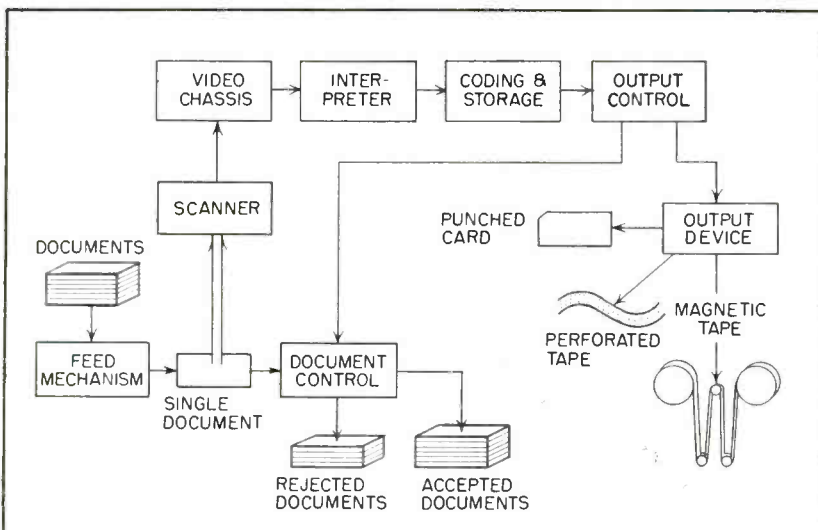 VIDEO
CHASSIS
INTER-
PRETER
CODING &
STORAGE
OUTPUT
CONTROL
SCANNER
PUNCHED
CARD
OUTPUT
DEVICE
DOCUMENTS
MAGNETIC
TAPE
PERFORATED
TAPE
FEED
MECHANISM
SINGLE
DOCUMENT
DOCUMENT
CONTROL
REJECTED
DOCUMENTS
ACCEPTED
DOCUMENTS